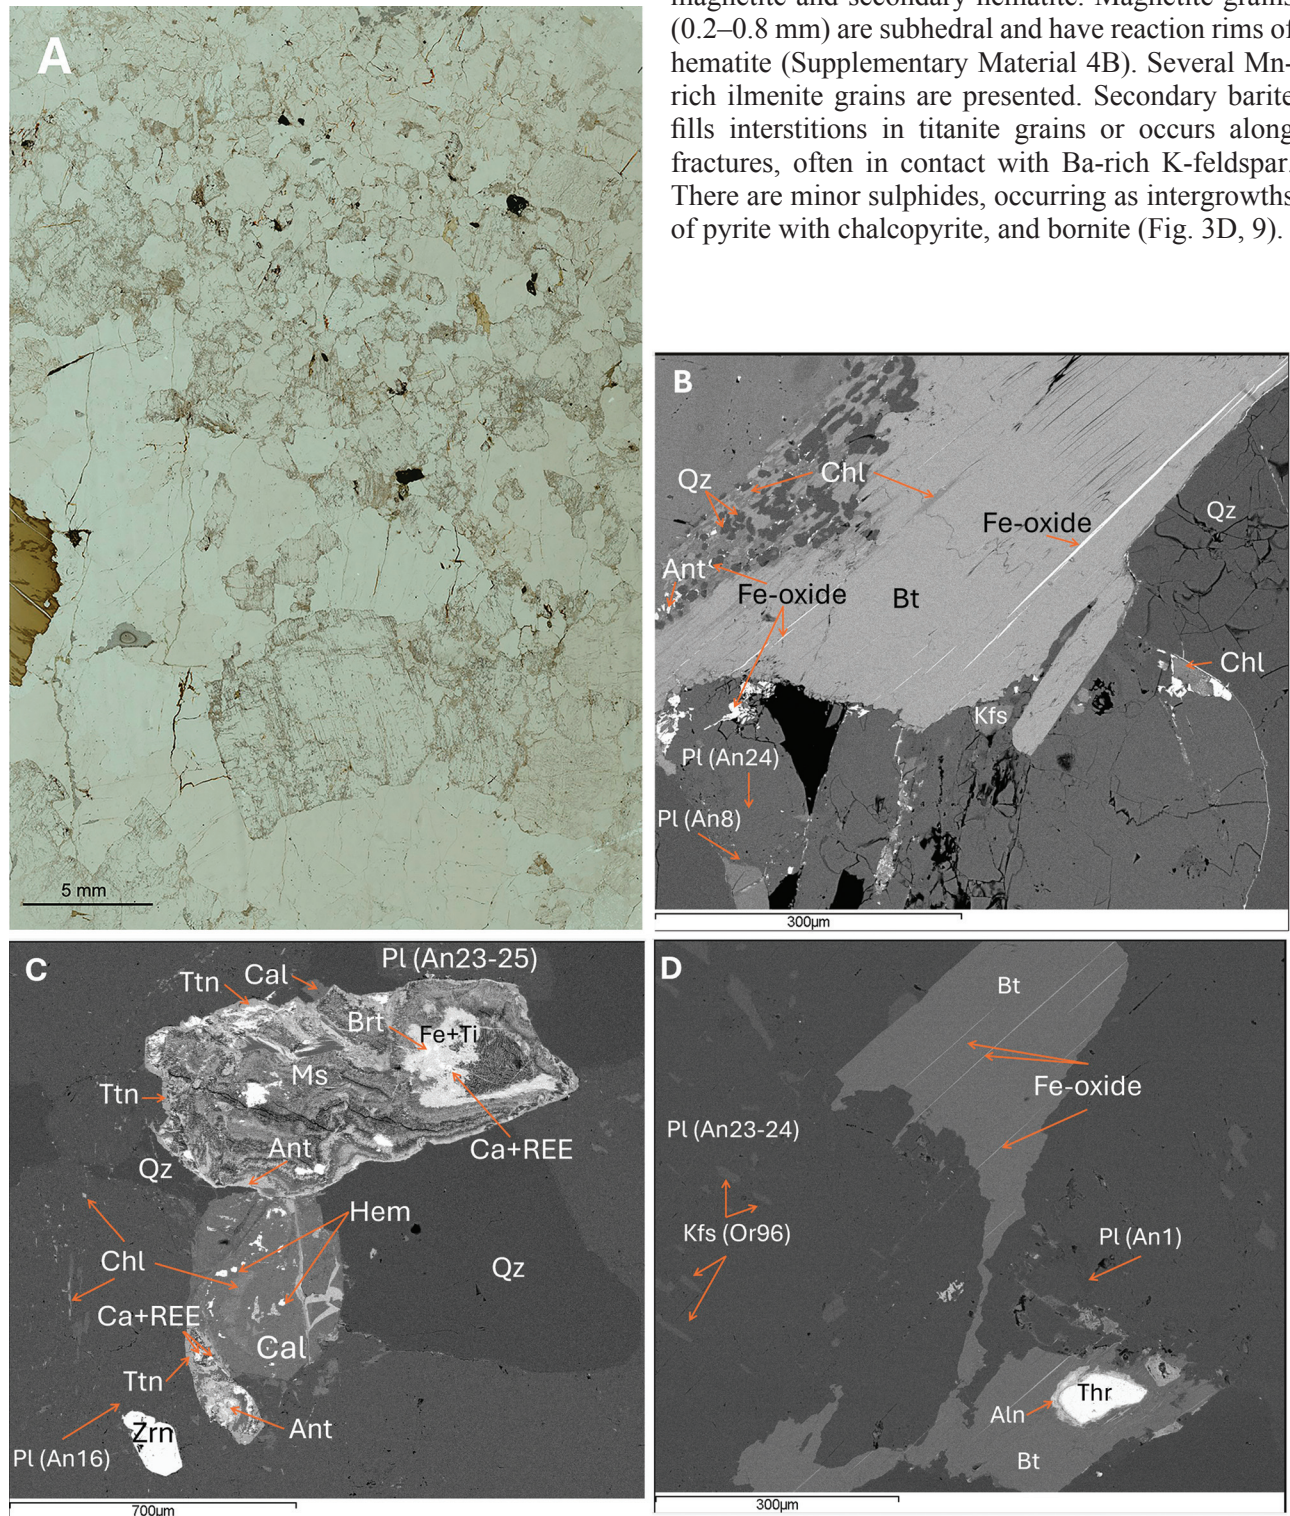 magnetite and secondary hematite. Magnetite grains
(0.2–0.8 mm) are subhedral and have reaction rims of
hematite (Supplementary Material 4B). Several Mn-
rich ilmenite grains are presented. Secondary barite
fills interstitions in titanite grains or occurs along
fractures, often in contact with Ba-rich K-feldspar.
There are minor sulphides, occurring as intergrowths
of pyrite with chalcopyrite, and bornite (Fig. 3D, 9).
A
5 mm
B
Qz
Chl
Fe-oxide
Qz
Ant
Fe-oxide
Bt
Chl
Kfs
Pl (An24)
Pl (An8)
300µm
C
Pl (An23-25)
Ttn
Cal
Brt
Fe+Ti
Ms
Ttn
Ant
Ca+REE
Qz
Hem
Chl
Qz
Ca+REE
Cal
Ttn
Ant
Zrn
Pl (An16)
700µm
D
Bt
Fe-oxide
Pl (An23-24)
Kfs (Or96)
Pl (An1)
Thr
Aln
Bt
300µm